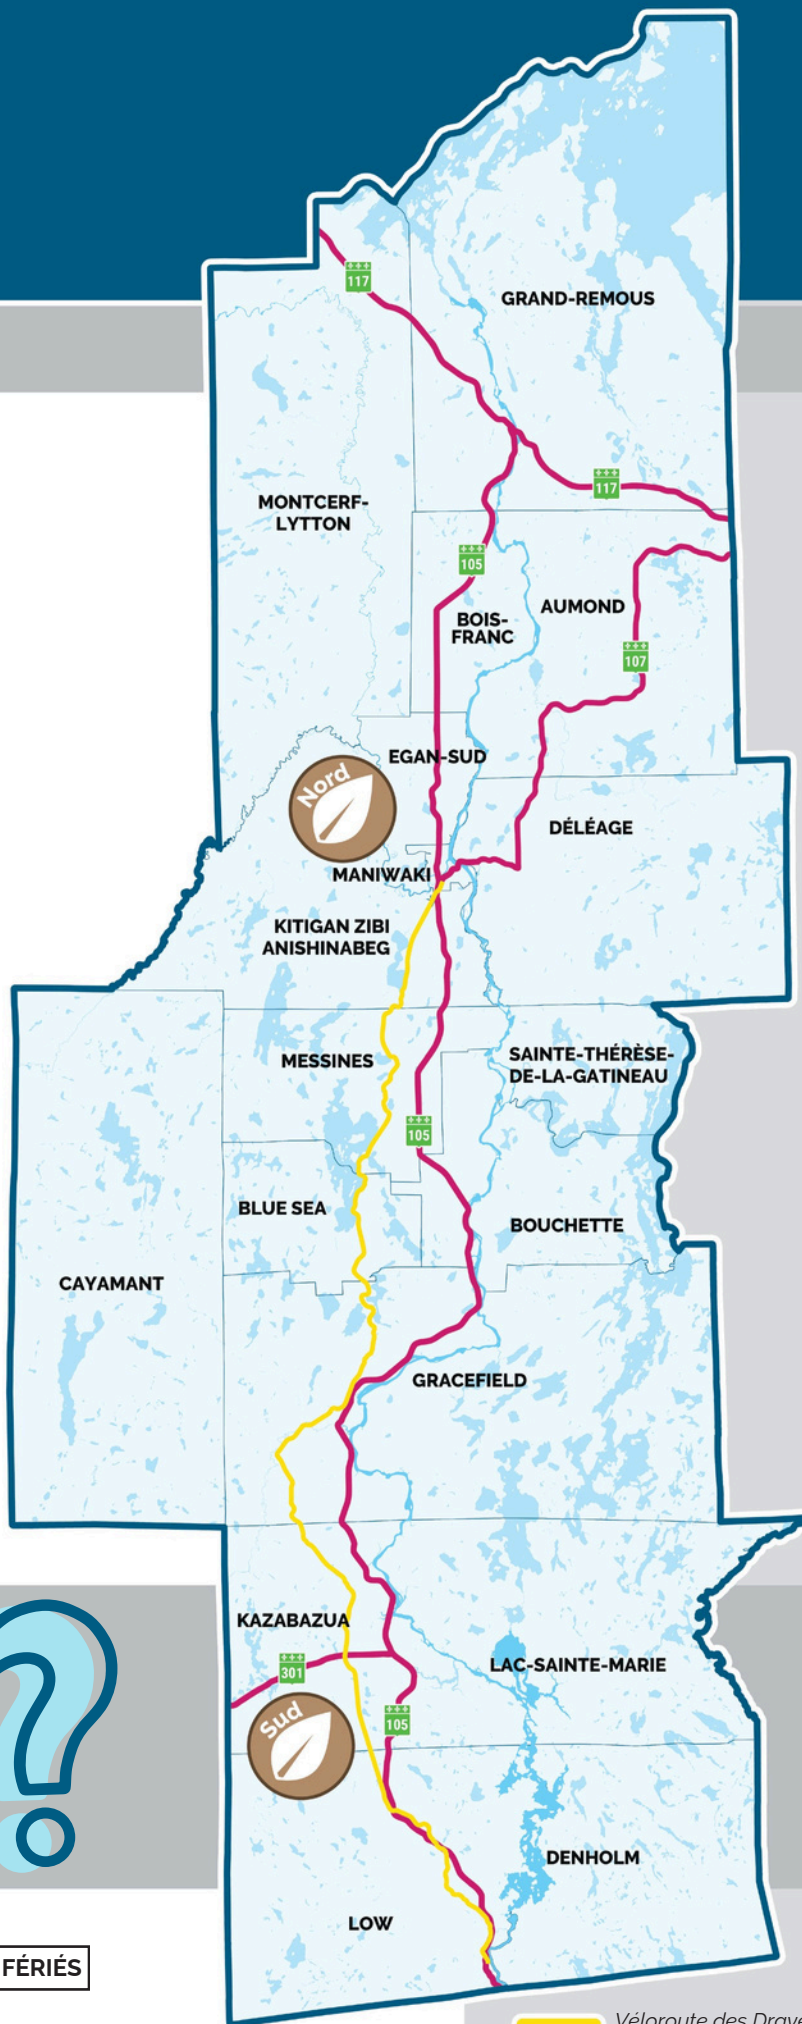 117
GRAND-REMOUS
117
MONTCERF-
LYTTON
105
BOIS-
FRANC
AUMOND
107
EGAN-SUD
Nord
DÉLÉAGE
MANIWAKI
KITIGAN ZIBI
ANISHINABEG
MESSINES
SAINTE-THÉRÈSE-
DE-LA-GATINEAU
105
BLUE SEA
BOUCHETTE
CAYAMANT
GRACEFIELD
KAZABAZUA
301
LAC-SAINTE-MARIE
Sud
105
DENHOLM
LOW
FÉRIÉS
Véloroute des